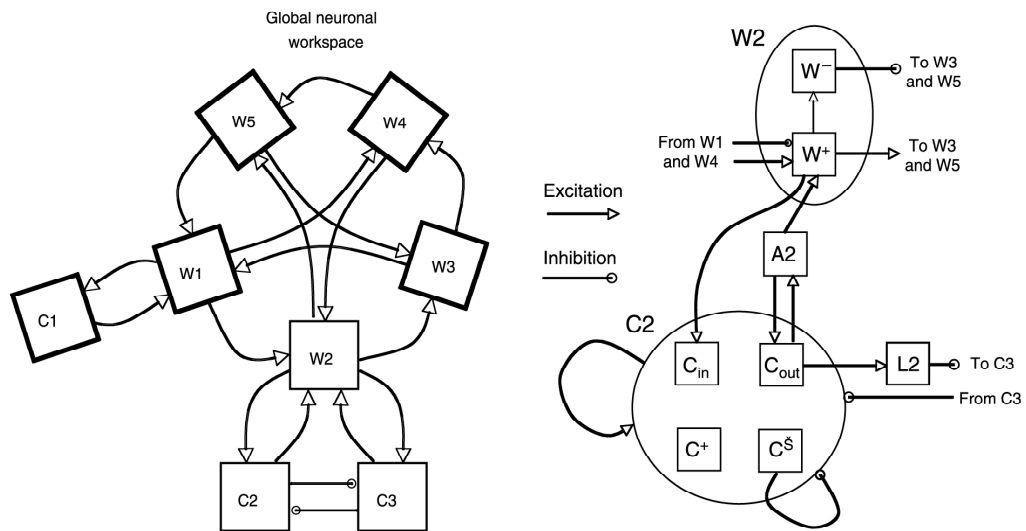 Global neuronal
workspace
W5
W4
W1
W3
C1
W2
C2
C3
W2
W—
To W3
and W5
From W1
and W4
W+
To W3
and W5
Excitation
Inhibition
A2
C2
Cin
Cout
L2
To C3
From C3
C+
CŠ